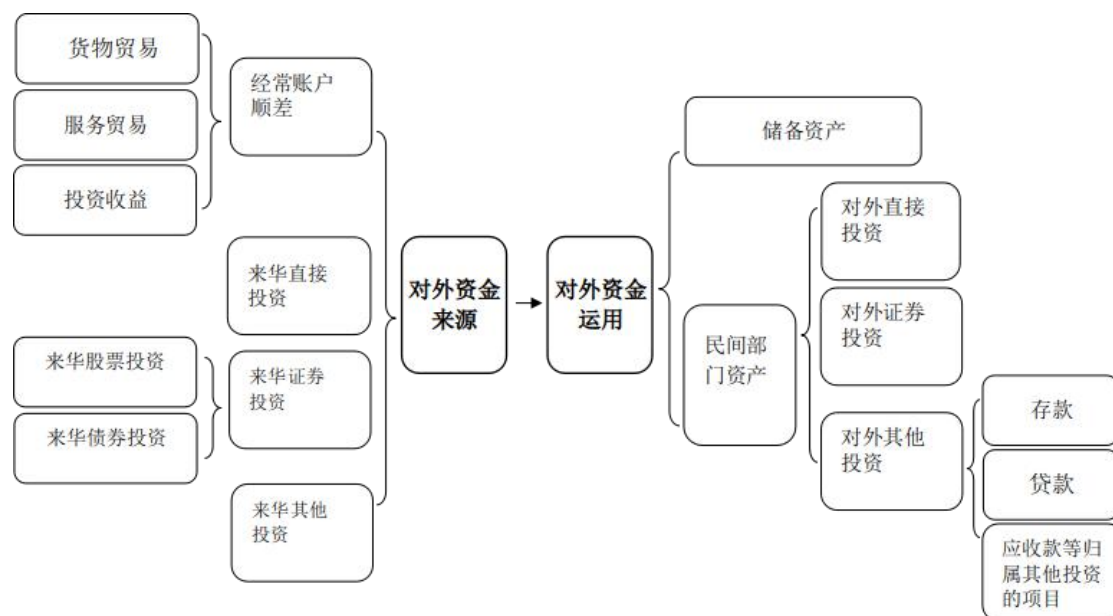 货物贸易
服务贸易
投资收益
经常账户
顺差
来华直接
投资
来华股票投资
来华债券投资
来华证券
投资
来华其他
投资
对外资金
来源
对外资金
运用
储备资产
民间部
门资产
对外直接
投资
对外证券
投资
对外其他
投资
存款
贷款
应收款等归
属其他投资
的项目